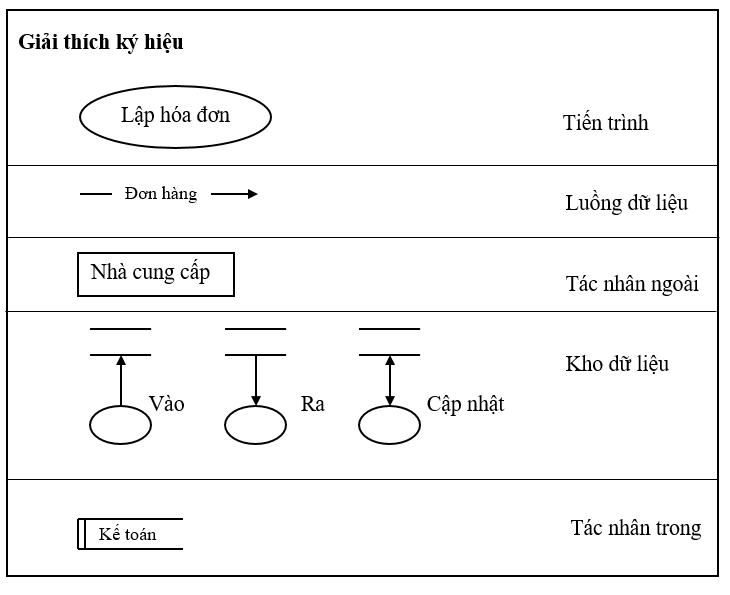 Giải thích ký hiệu
Lập hóa đơn
Tiến trình
Đơn hàng
Luồng dữ liệu
Nhà cung cấp
Tác nhân ngoài
Kho dữ liệu
Vào
Ra
Cập nhật
Kế toán
Tác nhân trong